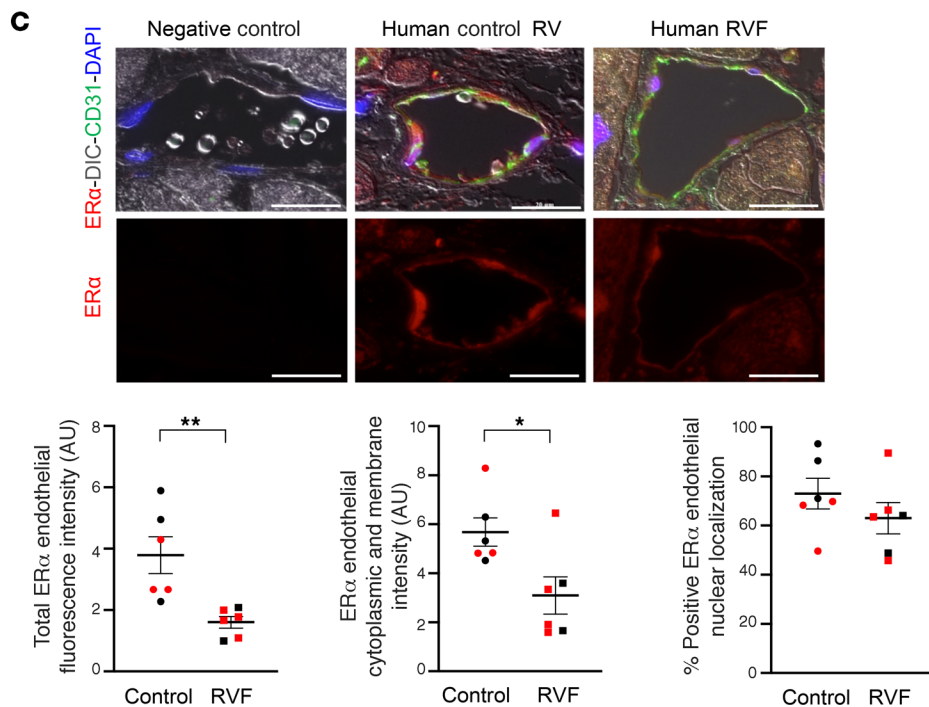 C
Negative control
Human control RV
Human RVF
ERα-DIC-CD31-DAPI
20 µm
ERα
Total ERα endothelial
fluorescence intensity (AU)
8
6
4
2
0
**
Control
RVF
ERα endothelial
cytoplasmic and membrane
intensity (AU)
10
8
6
4
2
0
*
Control
RVF
% Positive ERα endothelial
nuclear localization
100
80
60
40
20
0
Control
RVF